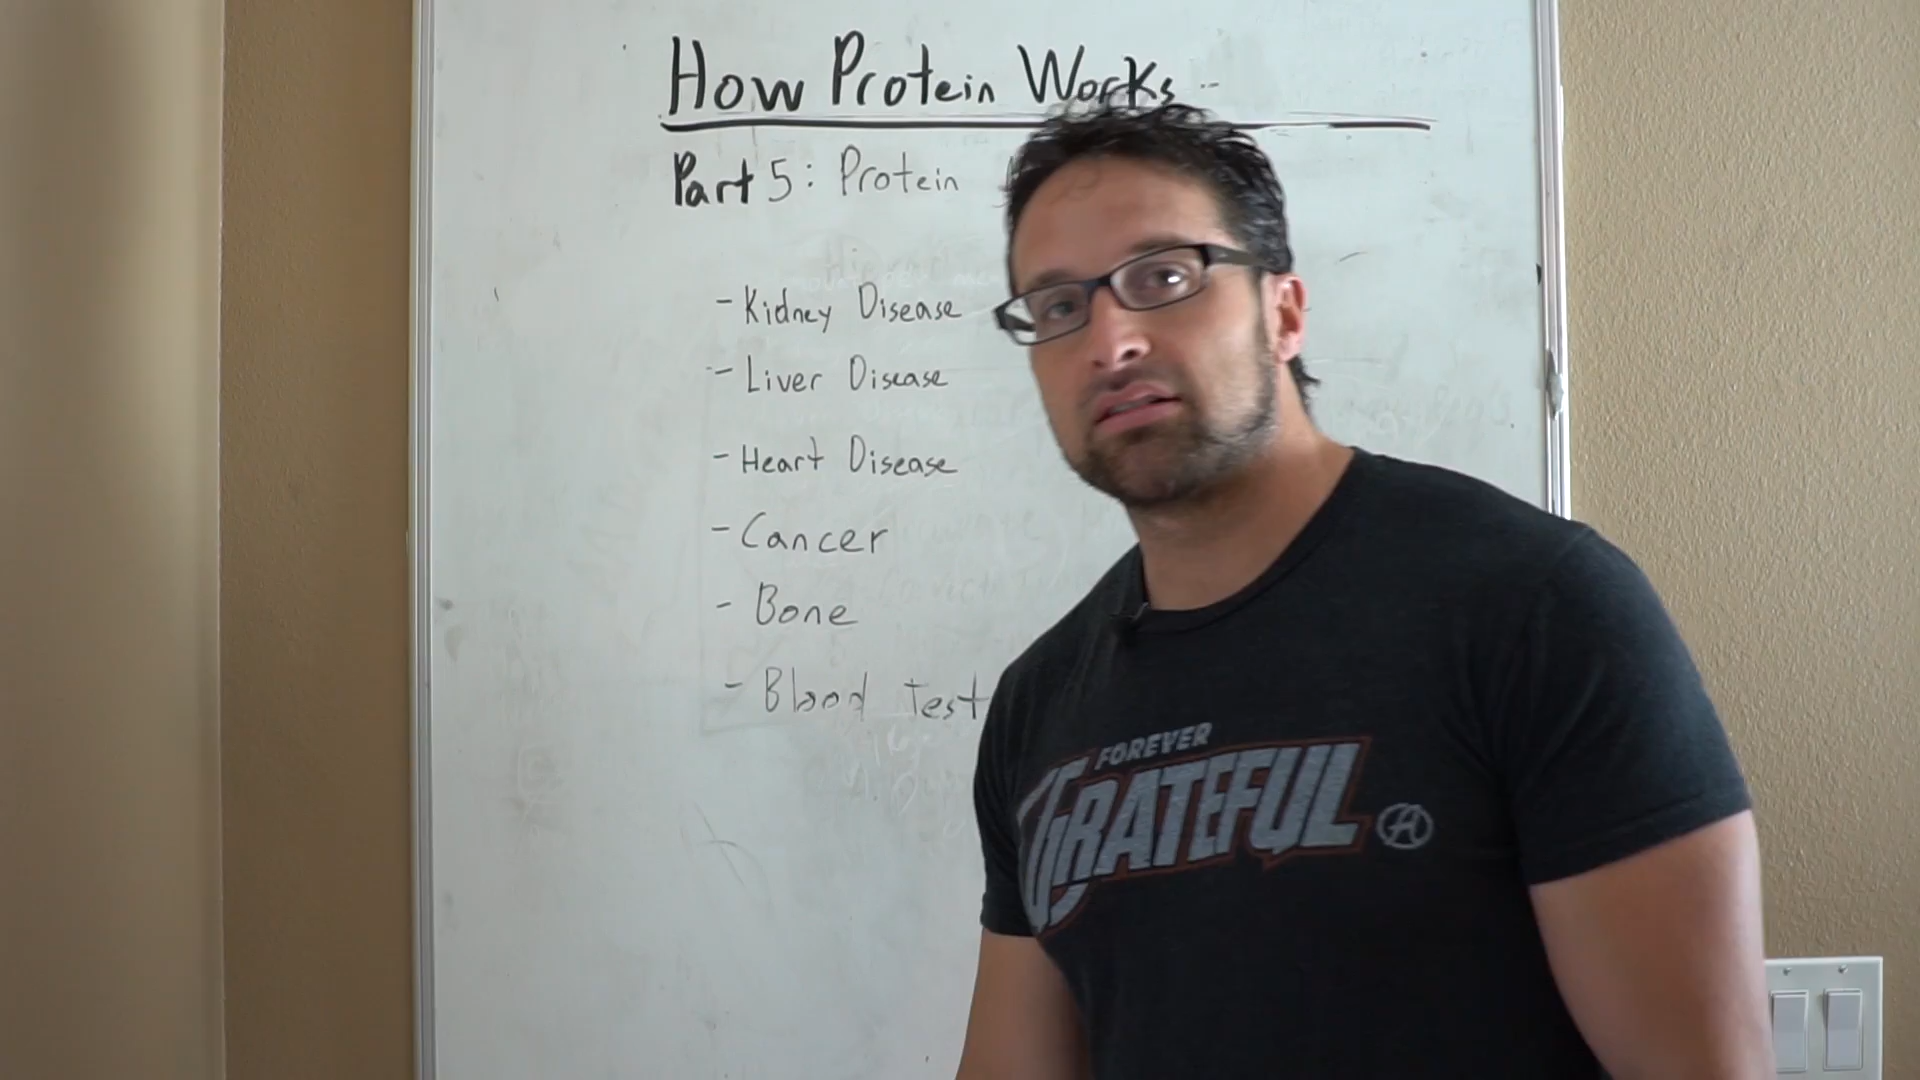 How Protein Works
Part 5: Protein
- Kidney Disease
- Liver Disease
- Heart Disease
- Cancer
- Bone
- Blood Test
FOREVER
GRATEFUL